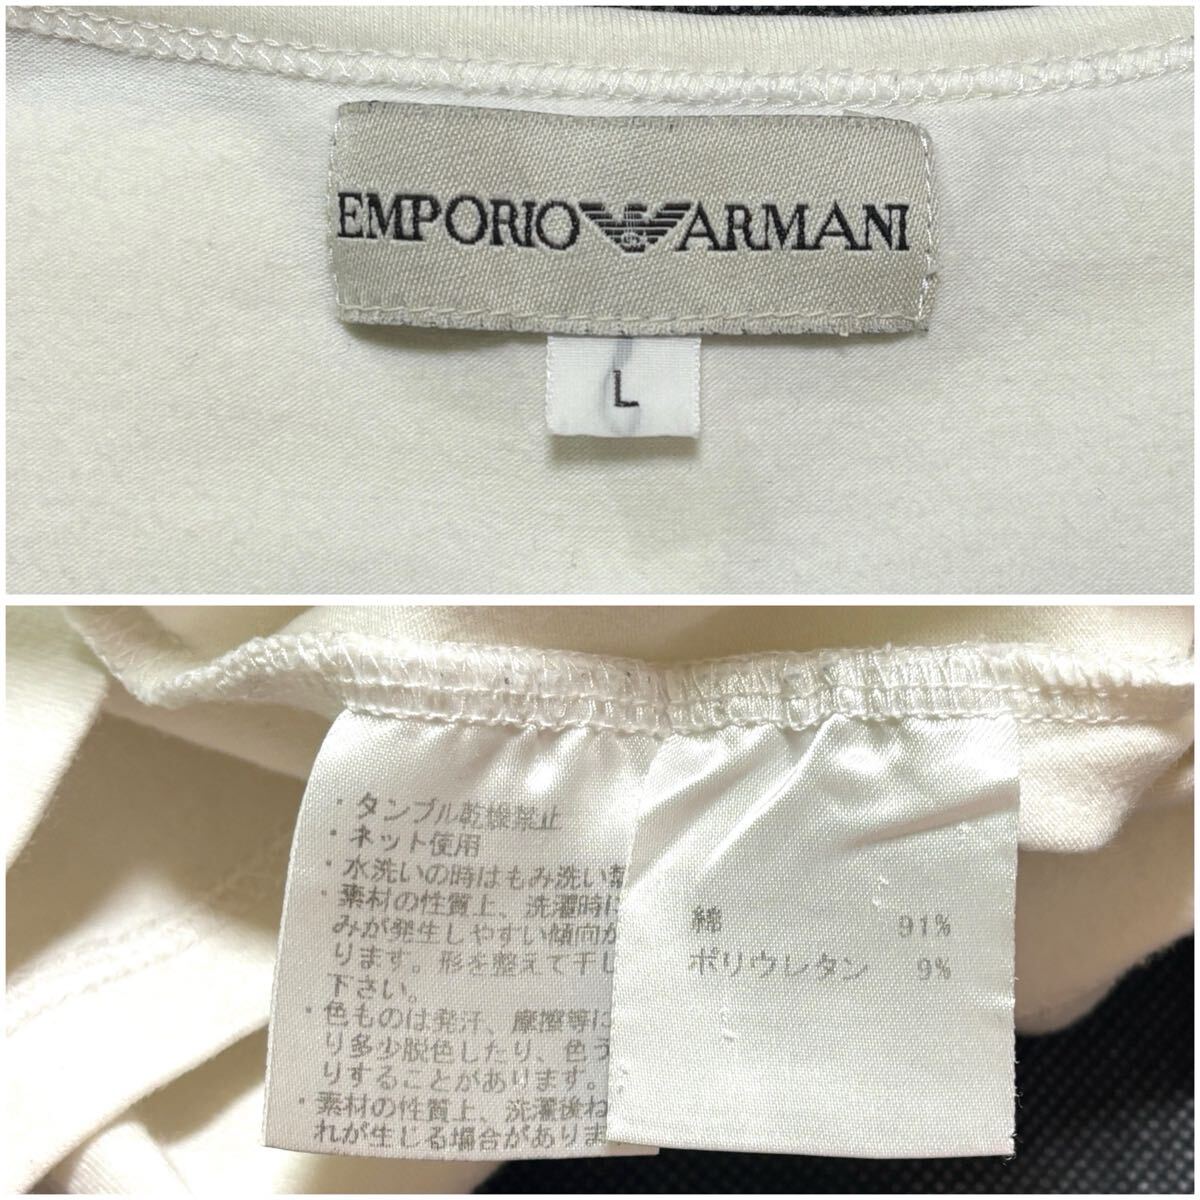 EMPORIO ARMANI
L
・タンブル乾燥禁止
・ネット使用
・水洗いの時はもみ洗い
・素材の性質上、洗濯時に
みが発生しやすい傾向が
ります。形を整えて干し
下さい。
・色ものは発汗、摩擦等に
り多少脱色したり、色う
りすることがあります。
・素材の性質上、洗濯後ね
れが生じる場合がありま
綿 91%
ポリウレタン 9%